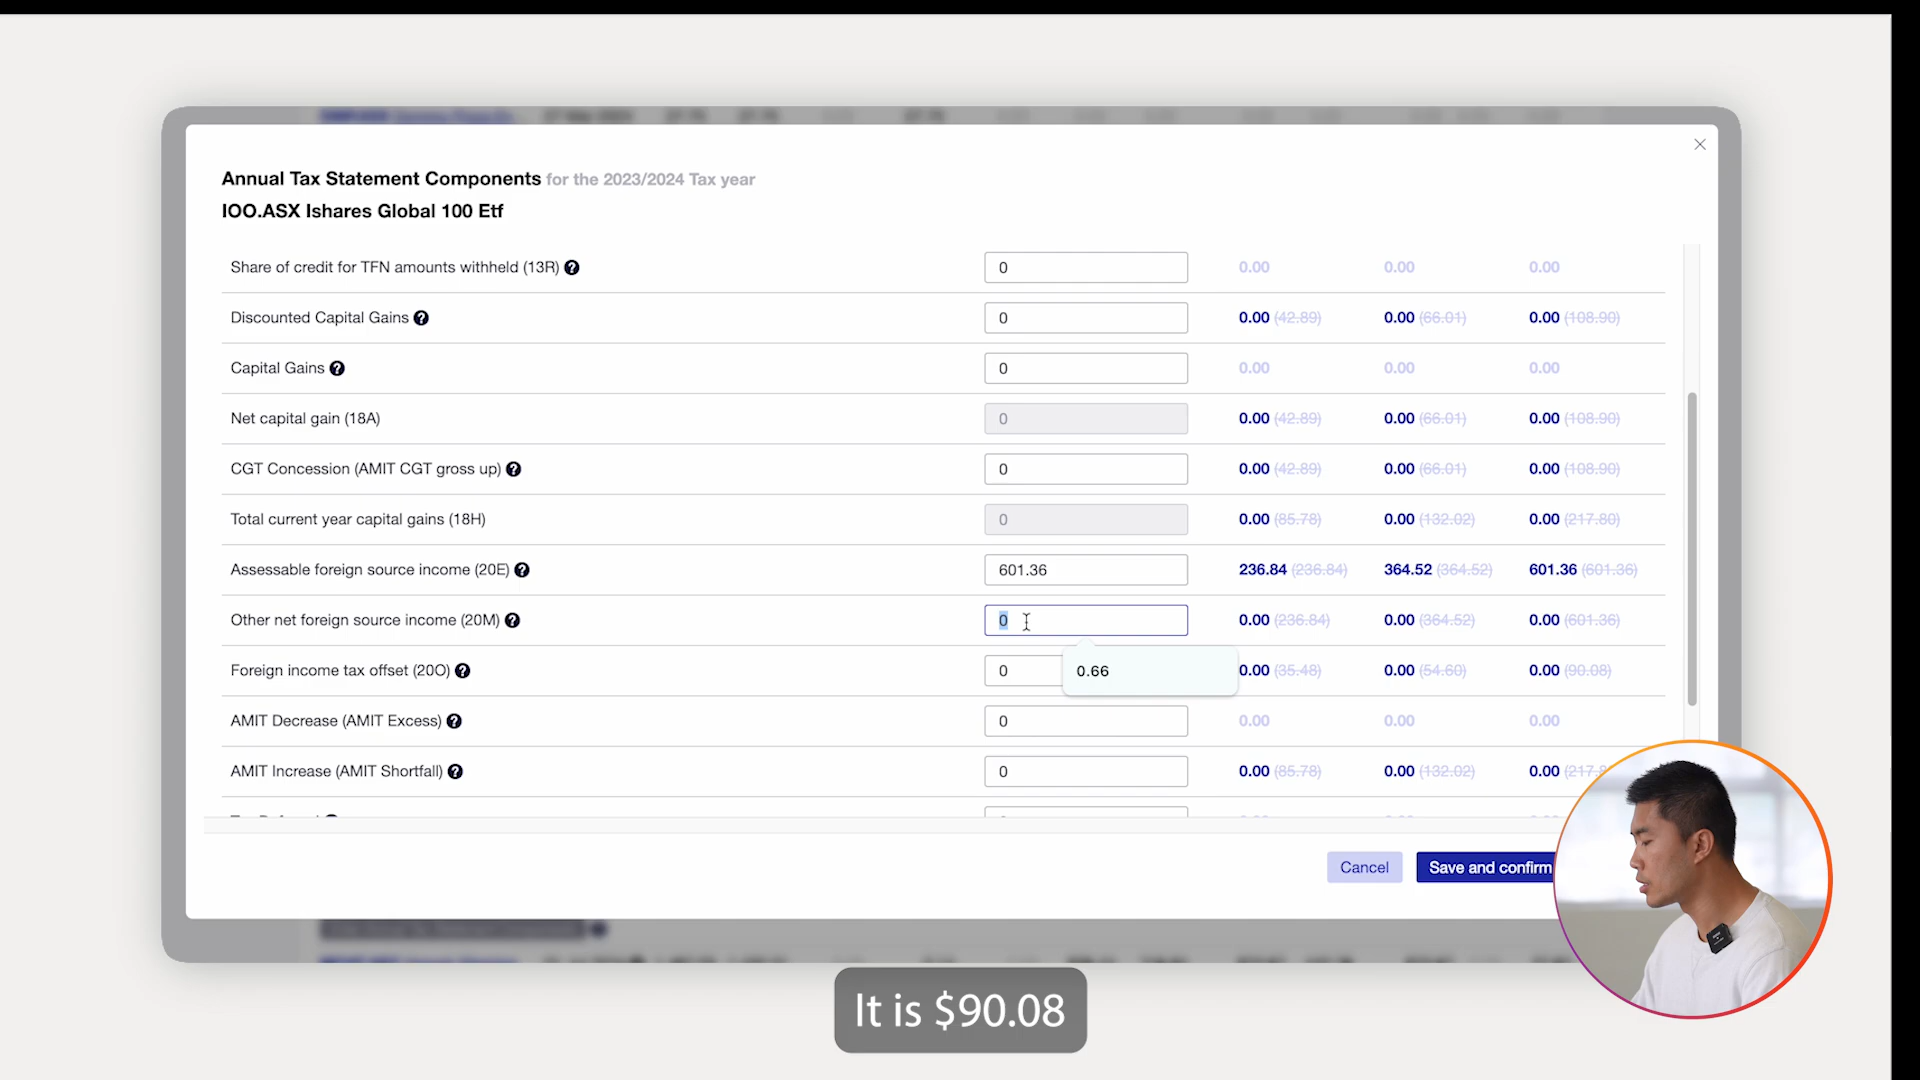 Annual Tax Statement Components for the 2023/2024 Tax year
IOO.ASX Ishares Global 100 Etf
Share of credit for TFN amounts withheld (13R) ? 0 0.00 0.00 0.00
Discounted Capital Gains ? 0 0.00 (42.89) 0.00 (66.01) 0.00 (108.90)
Capital Gains ? 0 0.00 0.00 0.00
Net capital gain (18A) 0 0.00 (42.89) 0.00 (66.01) 0.00 (108.90)
CGT Concession (AMIT CGT gross up) ? 0 0.00 (42.89) 0.00 (66.01) 0.00 (108.90)
Total current year capital gains (18H) 0 0.00 (85.78) 0.00 (132.02) 0.00 (217.80)
Assessable foreign source income (20E) ? 601.36 236.84 (236.84) 364.52 (364.52) 601.36 (601.36)
Other net foreign source income (20M) ? 0 0.00 (236.84) 0.00 (364.52) 0.00 (601.36)
Foreign income tax offset (20O) ? 0 0.66 0.00 (35.48) 0.00 (54.60) 0.00 (90.08)
AMIT Decrease (AMIT Excess) ? 0 0.00 0.00 0.00
AMIT Increase (AMIT Shortfall) ? 0 0.00 (85.78) 0.00 (132.02) 0.00
Cancel Save and confirm
It is $90.08